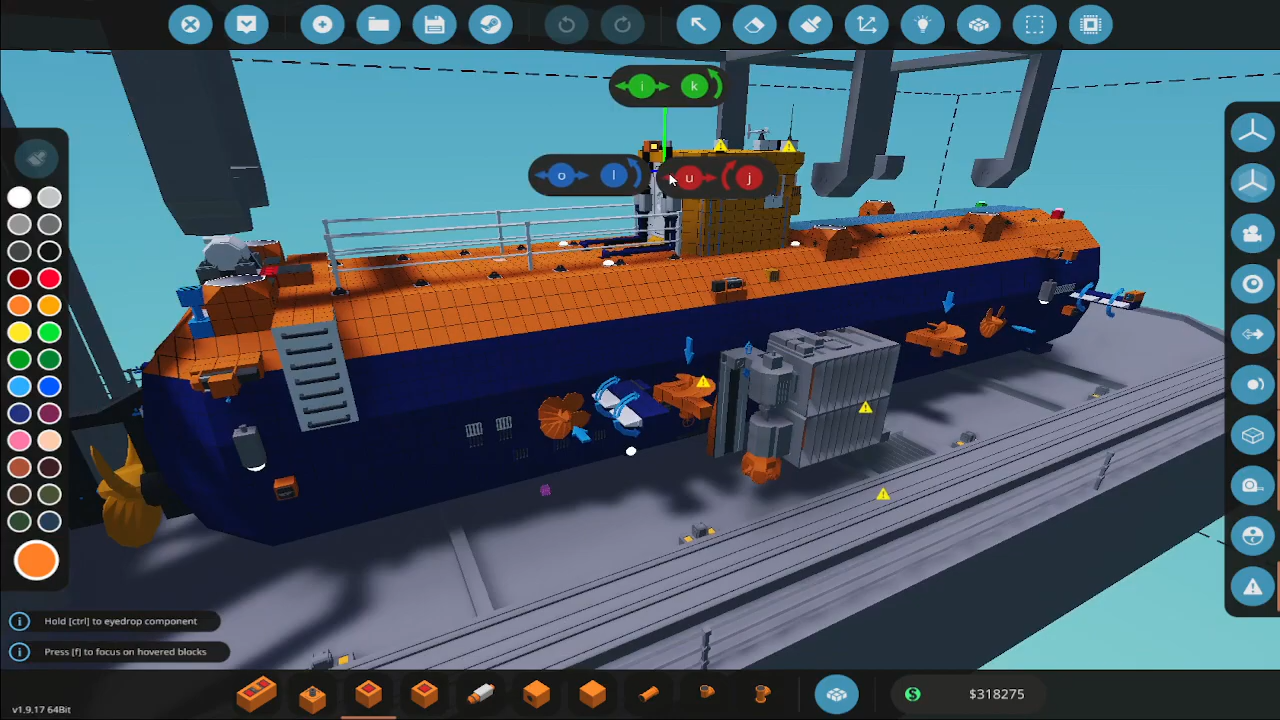 i k
o l u j
Hold [ctrl] to eyedrop component
Press [f] to focus on hovered blocks
v1.9.17 64Bit
$ $318275